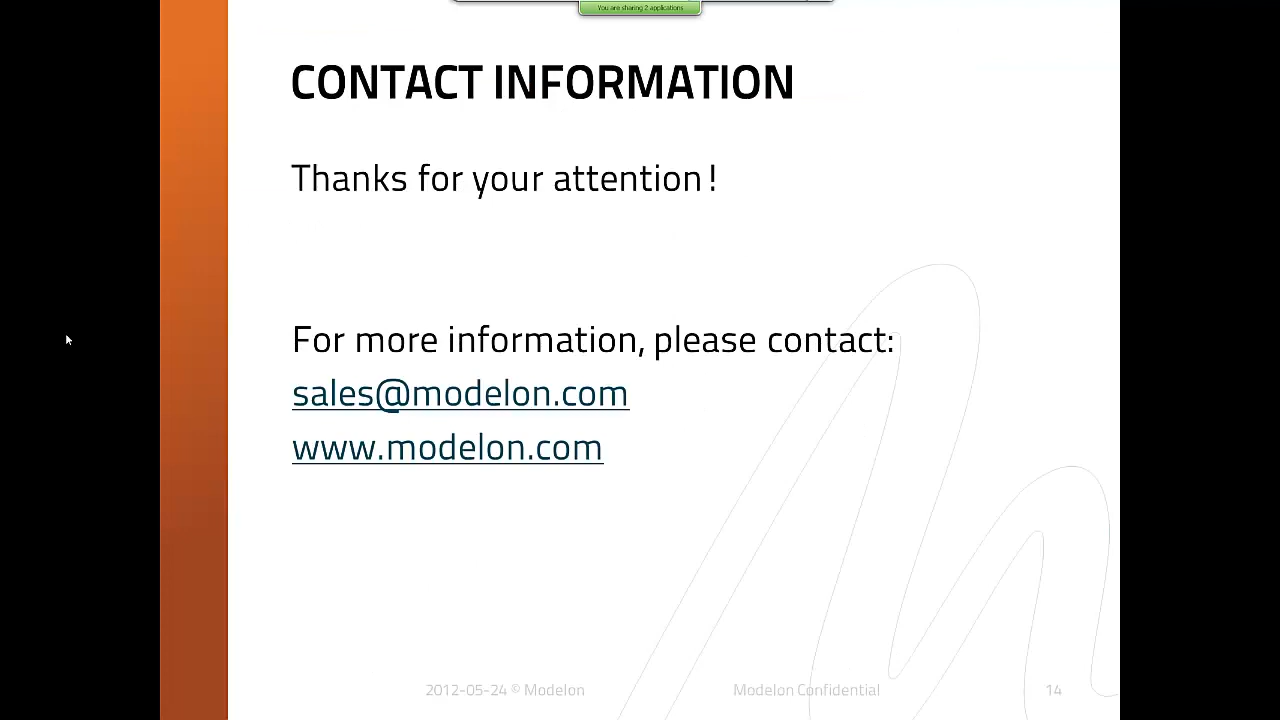 You are sharing 2 applications
CONTACT INFORMATION
Thanks for your attention!
For more information, please contact:
sales@modelon.com
www.modelon.com
2012-05-24 © Modelon Modelon Confidential 14